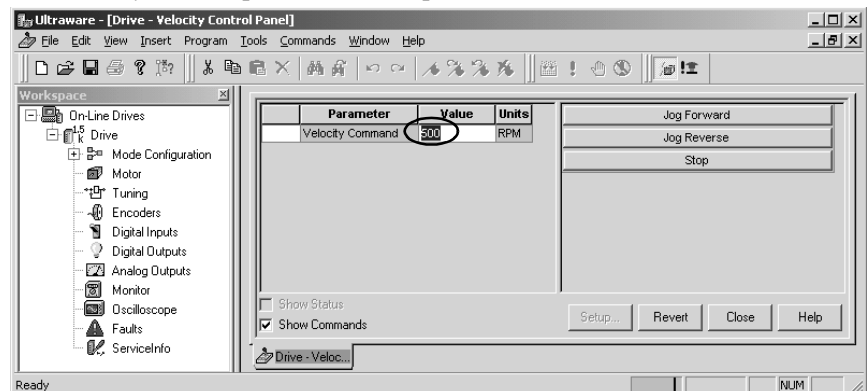 Ultraware - [Drive - Velocity Control Panel]
File Edit View Insert Program Tools Commands Window Help
Workspace
On-Line Drives
1.5 k Drive
Mode Configuration
Motor
Tuning
Encoders
Digital Inputs
Digital Outputs
Analog Outputs
Monitor
Oscilloscope
Faults
ServiceInfo
Parameter Value Units
Velocity Command 500 RPM
Jog Forward
Jog Reverse
Stop
Show Status
Show Commands
Setup... Revert Close Help
Drive - Veloc...
Ready NUM